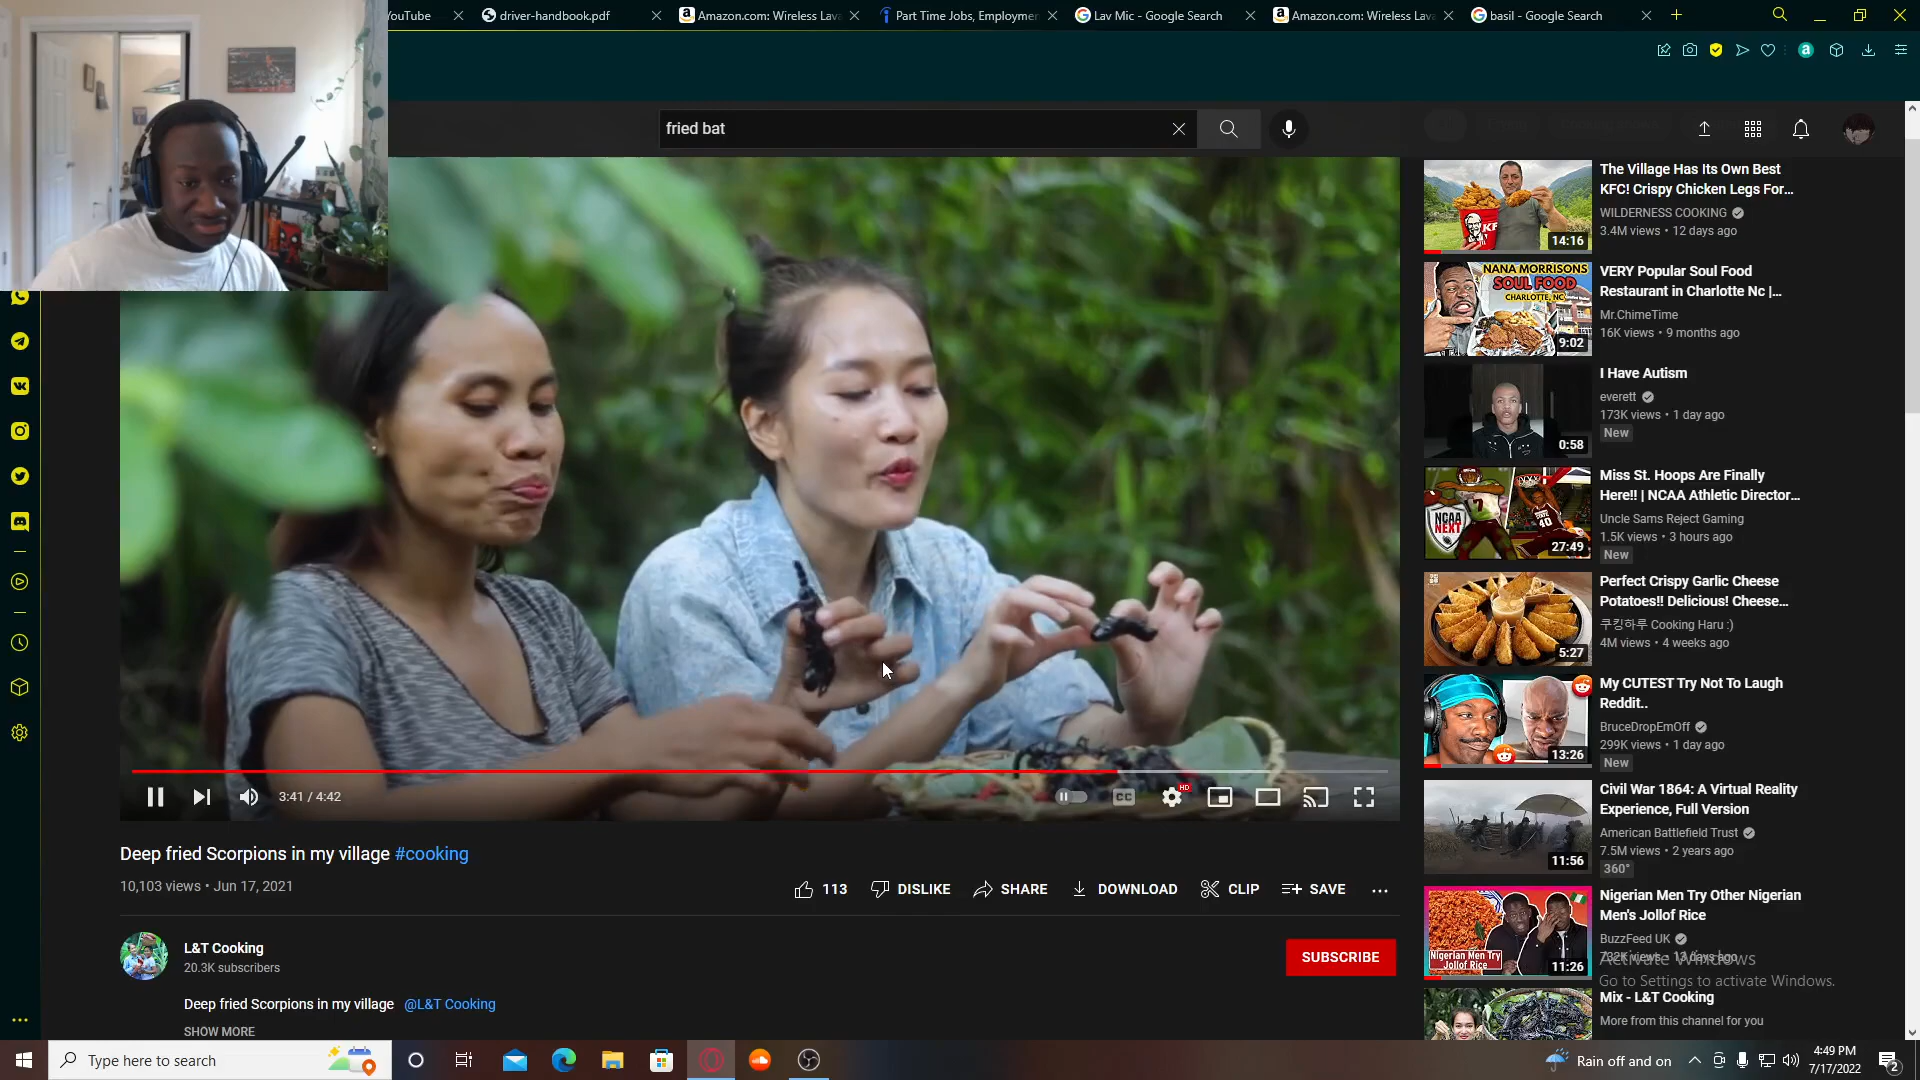 YouTube
driver-handbook.pdf
Amazon.com: Wireless Lava
Part Time Jobs, Employmen
Lav Mic - Google Search
Amazon.com: Wireless Lava
basil - Google Search
fried bat
The Village Has Its Own Best
KFC! Crispy Chicken Legs For...
WILDERNESS COOKING
3.4M views • 12 days ago
14:16
NANA MORRISONS
SOUL FOOD
CHARLOTTE, NC
9:02
VERY Popular Soul Food
Restaurant in Charlotte Nc |...
Mr.ChimeTime
16K views • 9 months ago
I Have Autism
everett
173K views • 1 day ago
New
0:58
Miss St. Hoops Are Finally
Here!! | NCAA Athletic Director...
Uncle Sams Reject Gaming
1.5K views • 3 hours ago
New
NCAA
NEXT
27:49
Perfect Crispy Garlic Cheese
Potatoes!! Delicious! Cheese...
쿠킹하루 Cooking Haru :)
4M views • 4 weeks ago
5:27
My CUTEST Try Not To Laugh
Reddit..
BruceDropEmOff
299K views • 1 day ago
New
13:26
Civil War 1864: A Virtual Reality
Experience, Full Version
American Battlefield Trust
7.5M views • 2 years ago
360°
11:56
Nigerian Men Try Other Nigerian
Men's Jollof Rice
BuzzFeed UK
732K views • 13 days ago
Nigerian Men Try
Jollof Rice
11:26
Activate Windows
Go to Settings to activate Windows.
Mix - L&T Cooking
More from this channel for you
3:41 / 4:42
CC
HD
Deep fried Scorpions in my village #cooking
10,103 views • Jun 17, 2021
113
DISLIKE
SHARE
DOWNLOAD
CLIP
SAVE
L&T Cooking
20.3K subscribers
SUBSCRIBE
Deep fried Scorpions in my village @L&T Cooking
SHOW MORE
Type here to search
Rain off and on
4:49 PM
7/17/2022
2